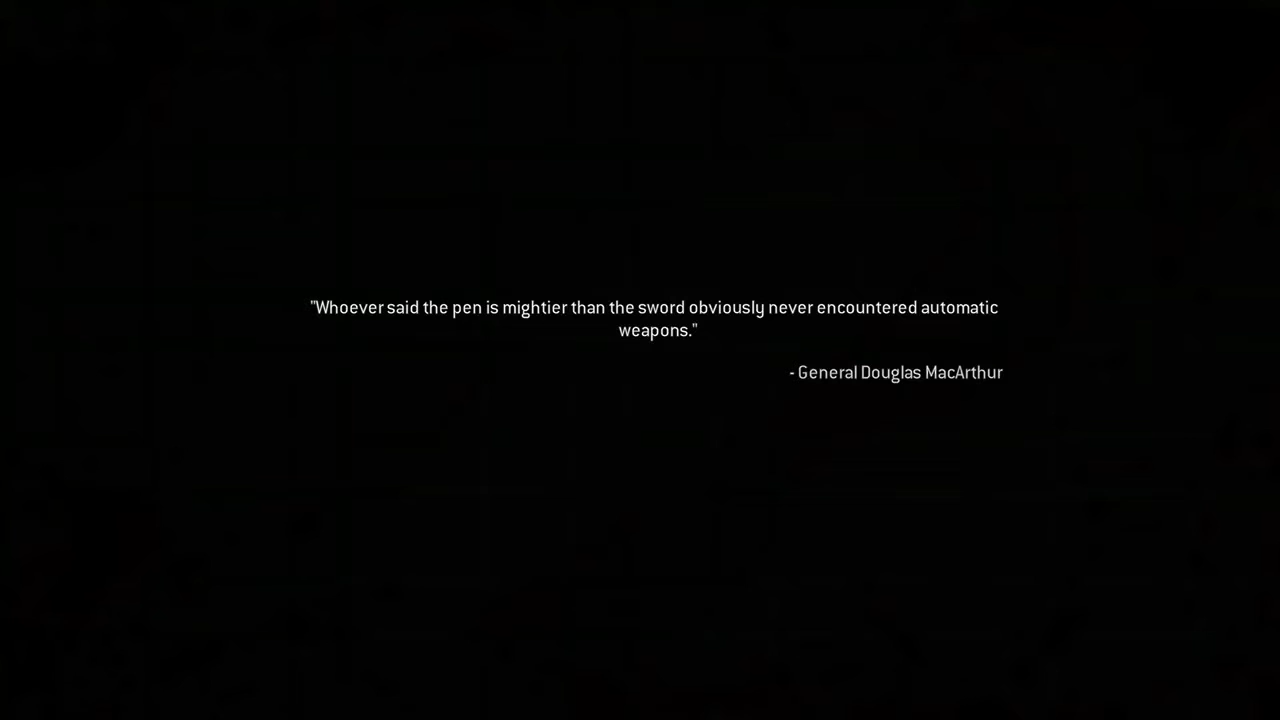 "Whoever said the pen is mightier than the sword obviously never encountered automatic
weapons."
- General Douglas MacArthur